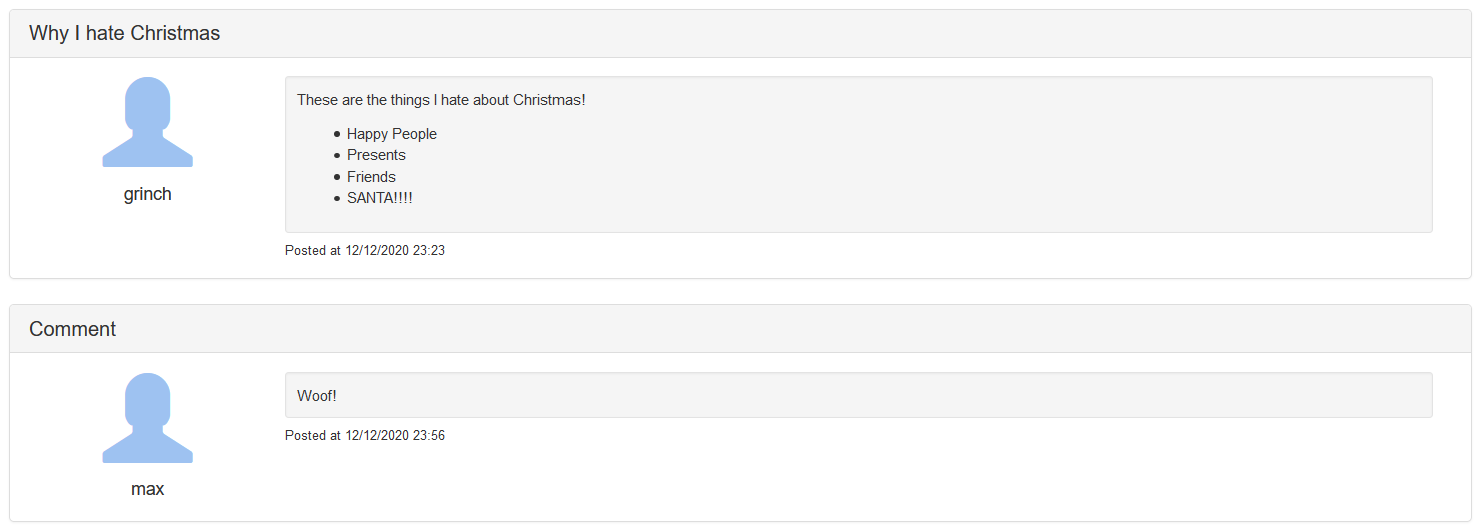 Why I hate Christmas
These are the things I hate about Christmas!
• Happy People
• Presents
• Friends
• SANTA!!!!
grinch
Posted at 12/12/2020 23:23
Comment
Woof!
Posted at 12/12/2020 23:56
max